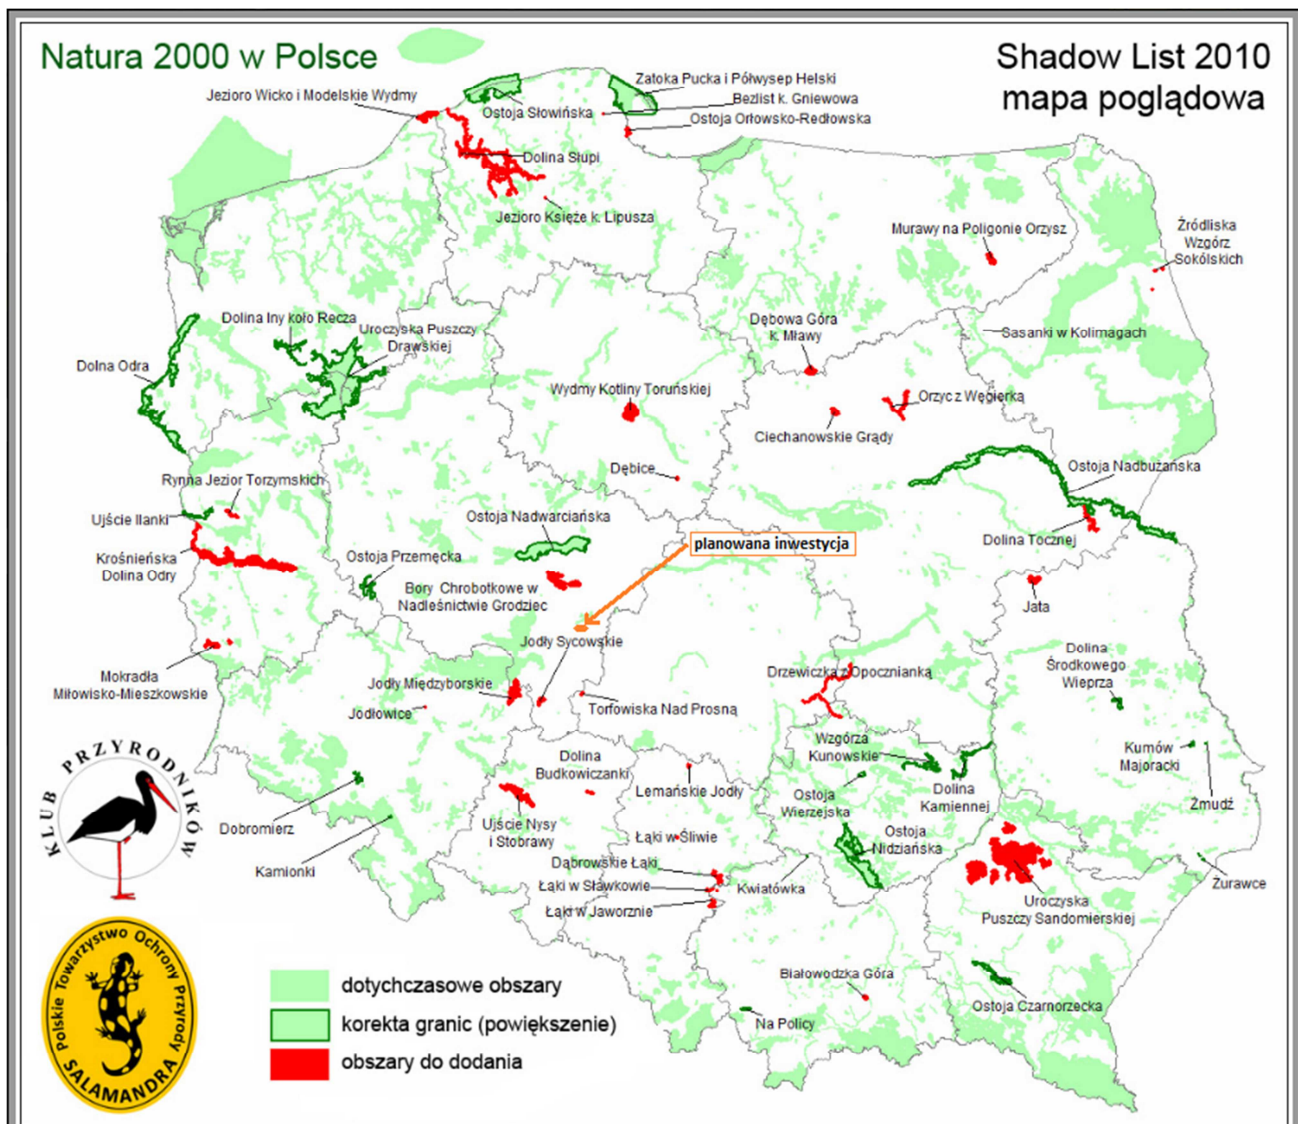 Natura 2000 w Polsce
Shadow List 2010
mapa poglądowa
Jezioro Wicko i Modelskie Wydmy
Ostoja Słowińska
Zatoka Pucka i Półwysep Helski
Bezlist k. Gniewowa
Ostoja Orłowsko-Redłowska
Dolina Słupi
Jezioro Księże k. Lipusza
Murawy na Poligonie Orzysz
Źródliska
Wzgórz
Sokólskich
Dolina Iny koło Recza
Uroczyska Puszczy
Drawskiej
Dolna Odra
Dębowa Góra
k. Mławy
Sasanki w Kolimagach
Wydmy Kotliny Toruńskiej
Orzyc z Węgierką
Ciechanowskie Grądy
Dębice
Ostoja Nadbużańska
Rynna Jezior Torzymskich
Ujście Ilanki
Ostoja Nadwarciańska
planowana inwestycja
Dolina Tocznej
Krośnieńska
Dolina Odry
Ostoja Przemęcka
Bory Chrobotkowe w
Nadleśnictwie Grodziec
Jata
Jodły Sycowskie
Mokradła
Miłowisko-Mieszkowskie
Jodły Międzyborskie
Jodłowice
Torfowiska Nad Prosną
Drzewiczka z Opocznianką
Dolina
Środkowego
Wieprza
Wzgórza
Kunowskie
Kumów
Majoracki
Dolina
Budkowiczanki
Lemańskie Jodły
Ostoja
Wierzejska
Dolina
Kamiennej
Żmudź
Dobromierz
Ujście Nysy
i Stobrawy
Łąki w Śliwie
Ostoja
Nidziańska
Kamionki
Dąbrowskie Łąki
Łąki w Sławkowie
Łąki w Jaworznie
Kwiatówka
Żurawce
Uroczyska
Puszczy Sandomierskiej
Białowodzka Góra
Ostoja Czarnorzecka
Na Policy
KLUB PRZYRODNIKÓW
Polskie Towarzystwo Ochrony Przyrody
SALAMANDRA
dotychczasowe obszary
korekta granic (powiększenie)
obszary do dodania